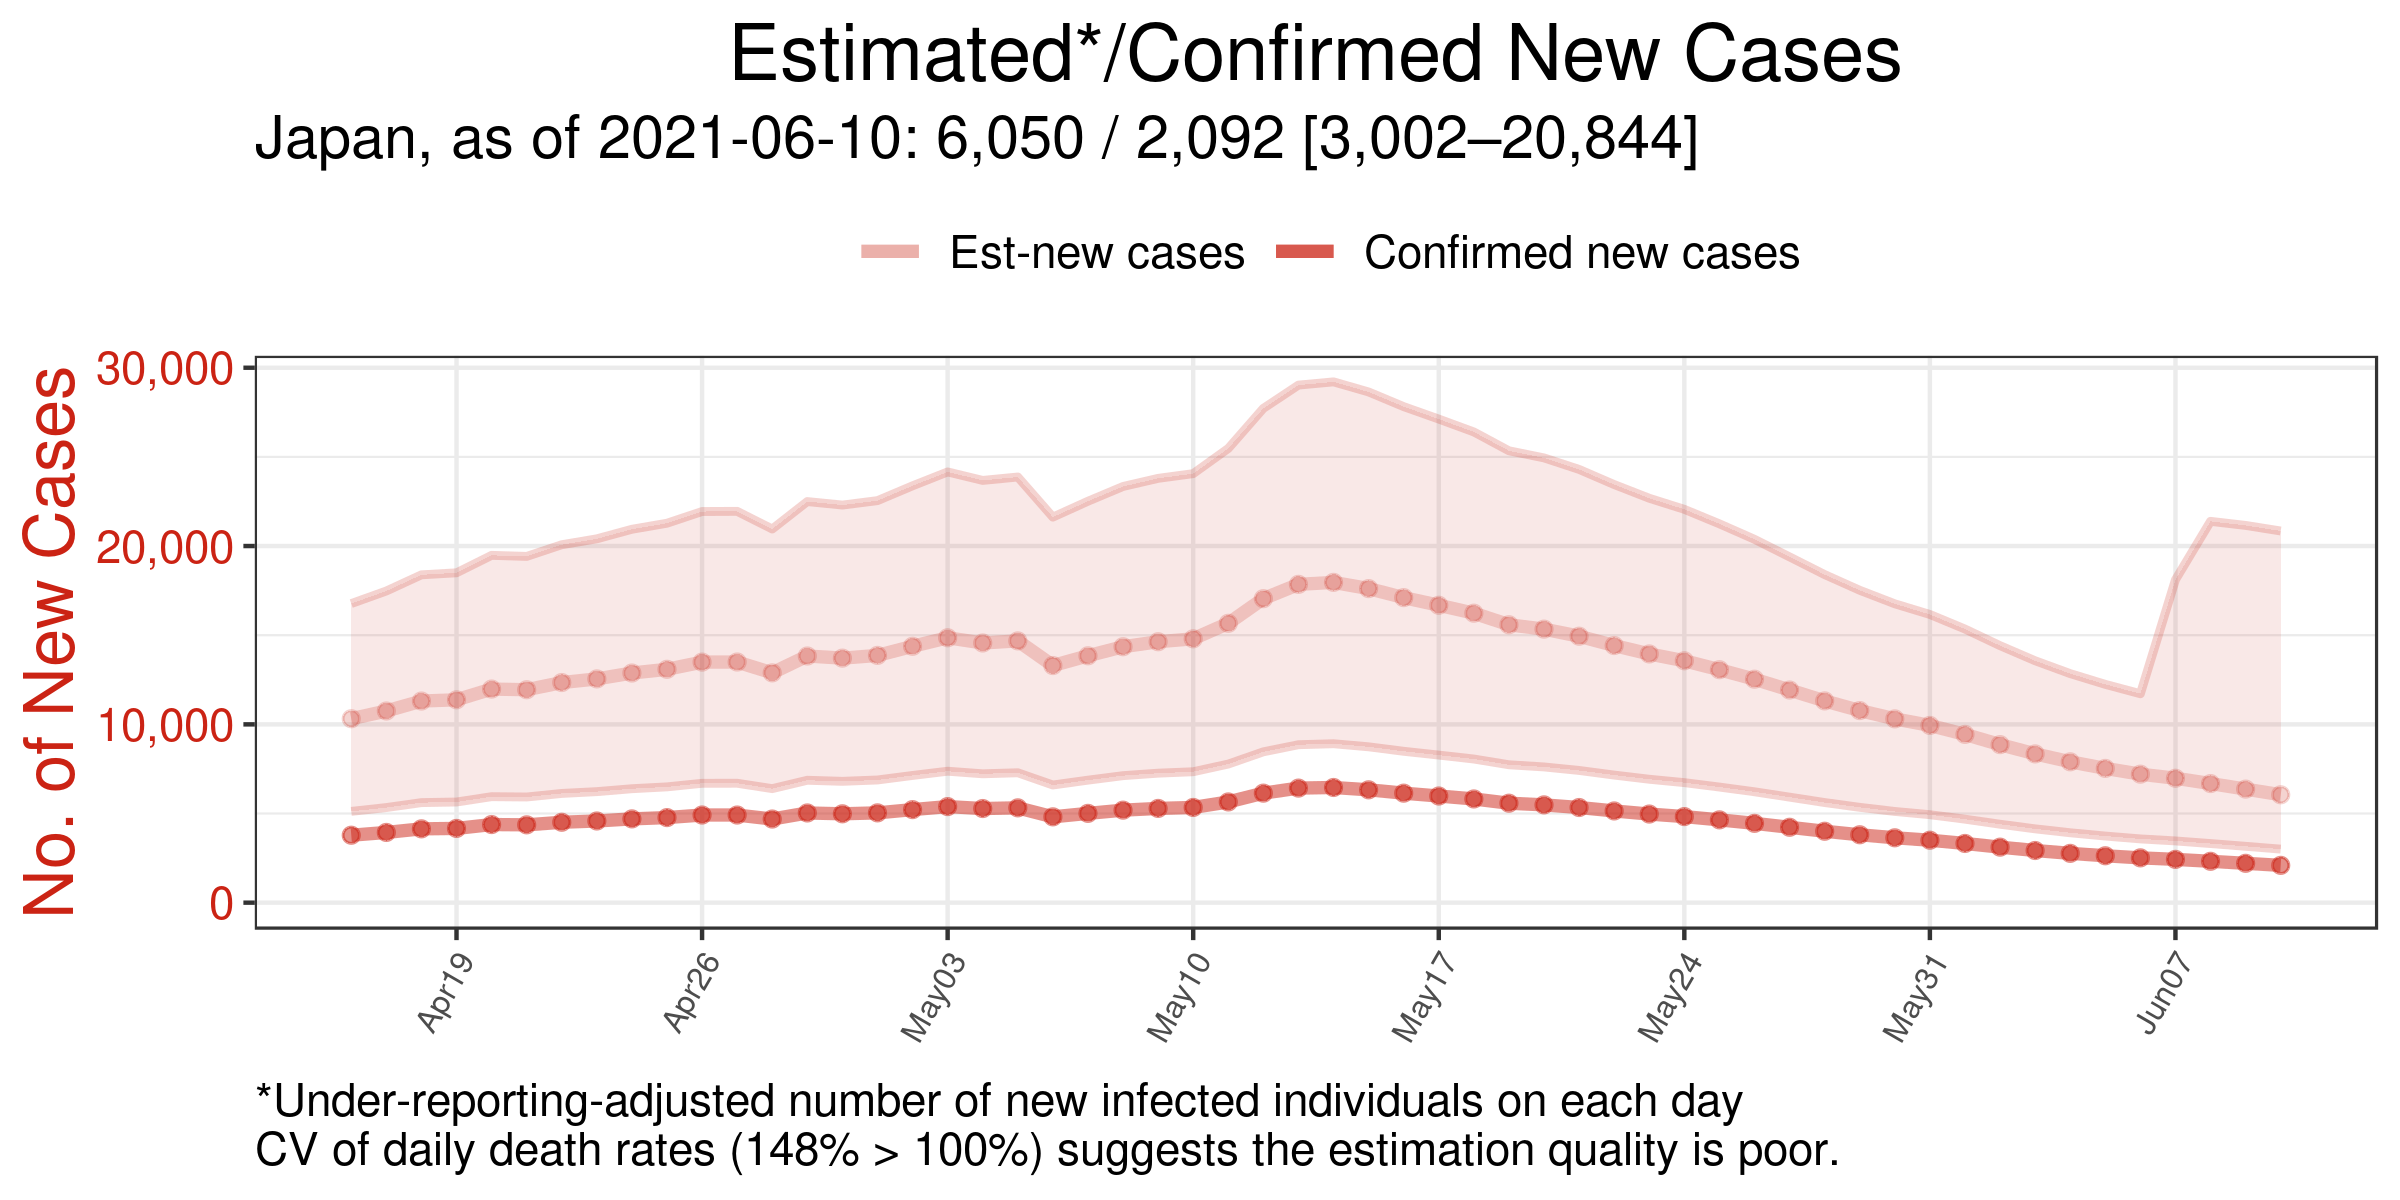 Estimated*/Confirmed New Cases
Japan, as of 2021-06-10: 6,050 / 2,092 [3,002–20,844]
Est-new cases
Confirmed new cases
No. of New Cases
30,000
20,000
10,000
0
Apr19
Apr26
May03
May10
May17
May24
May31
Jun07
*Under-reporting-adjusted number of new infected individuals on each day
CV of daily death rates (148% > 100%) suggests the estimation quality is poor.